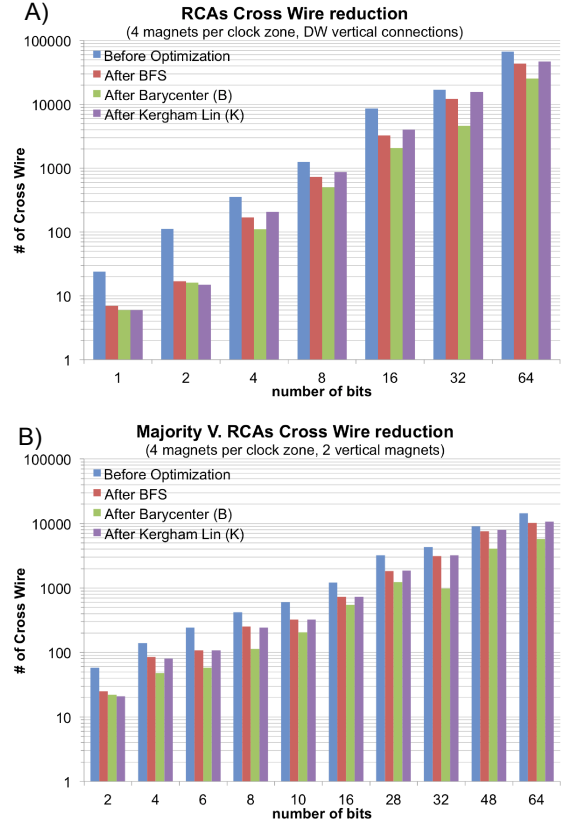 A)
RCAs Cross Wire reduction
(4 magnets per clock zone, DW vertical connections)
100000
10000
1000
100
10
1
# of Cross Wire
Before Optimization
After BFS
After Barycenter (B)
After Kergham Lin (K)
1 2 4 8 16 32 64
number of bits
B)
Majority V. RCAs Cross Wire reduction
(4 magnets per clock zone, 2 vertical magnets)
100000
10000
1000
100
10
1
# of Cross Wire
Before Optimization
After BFS
After Barycenter (B)
After Kergham Lin (K)
2 4 6 8 10 16 28 32 48 64
number of bits